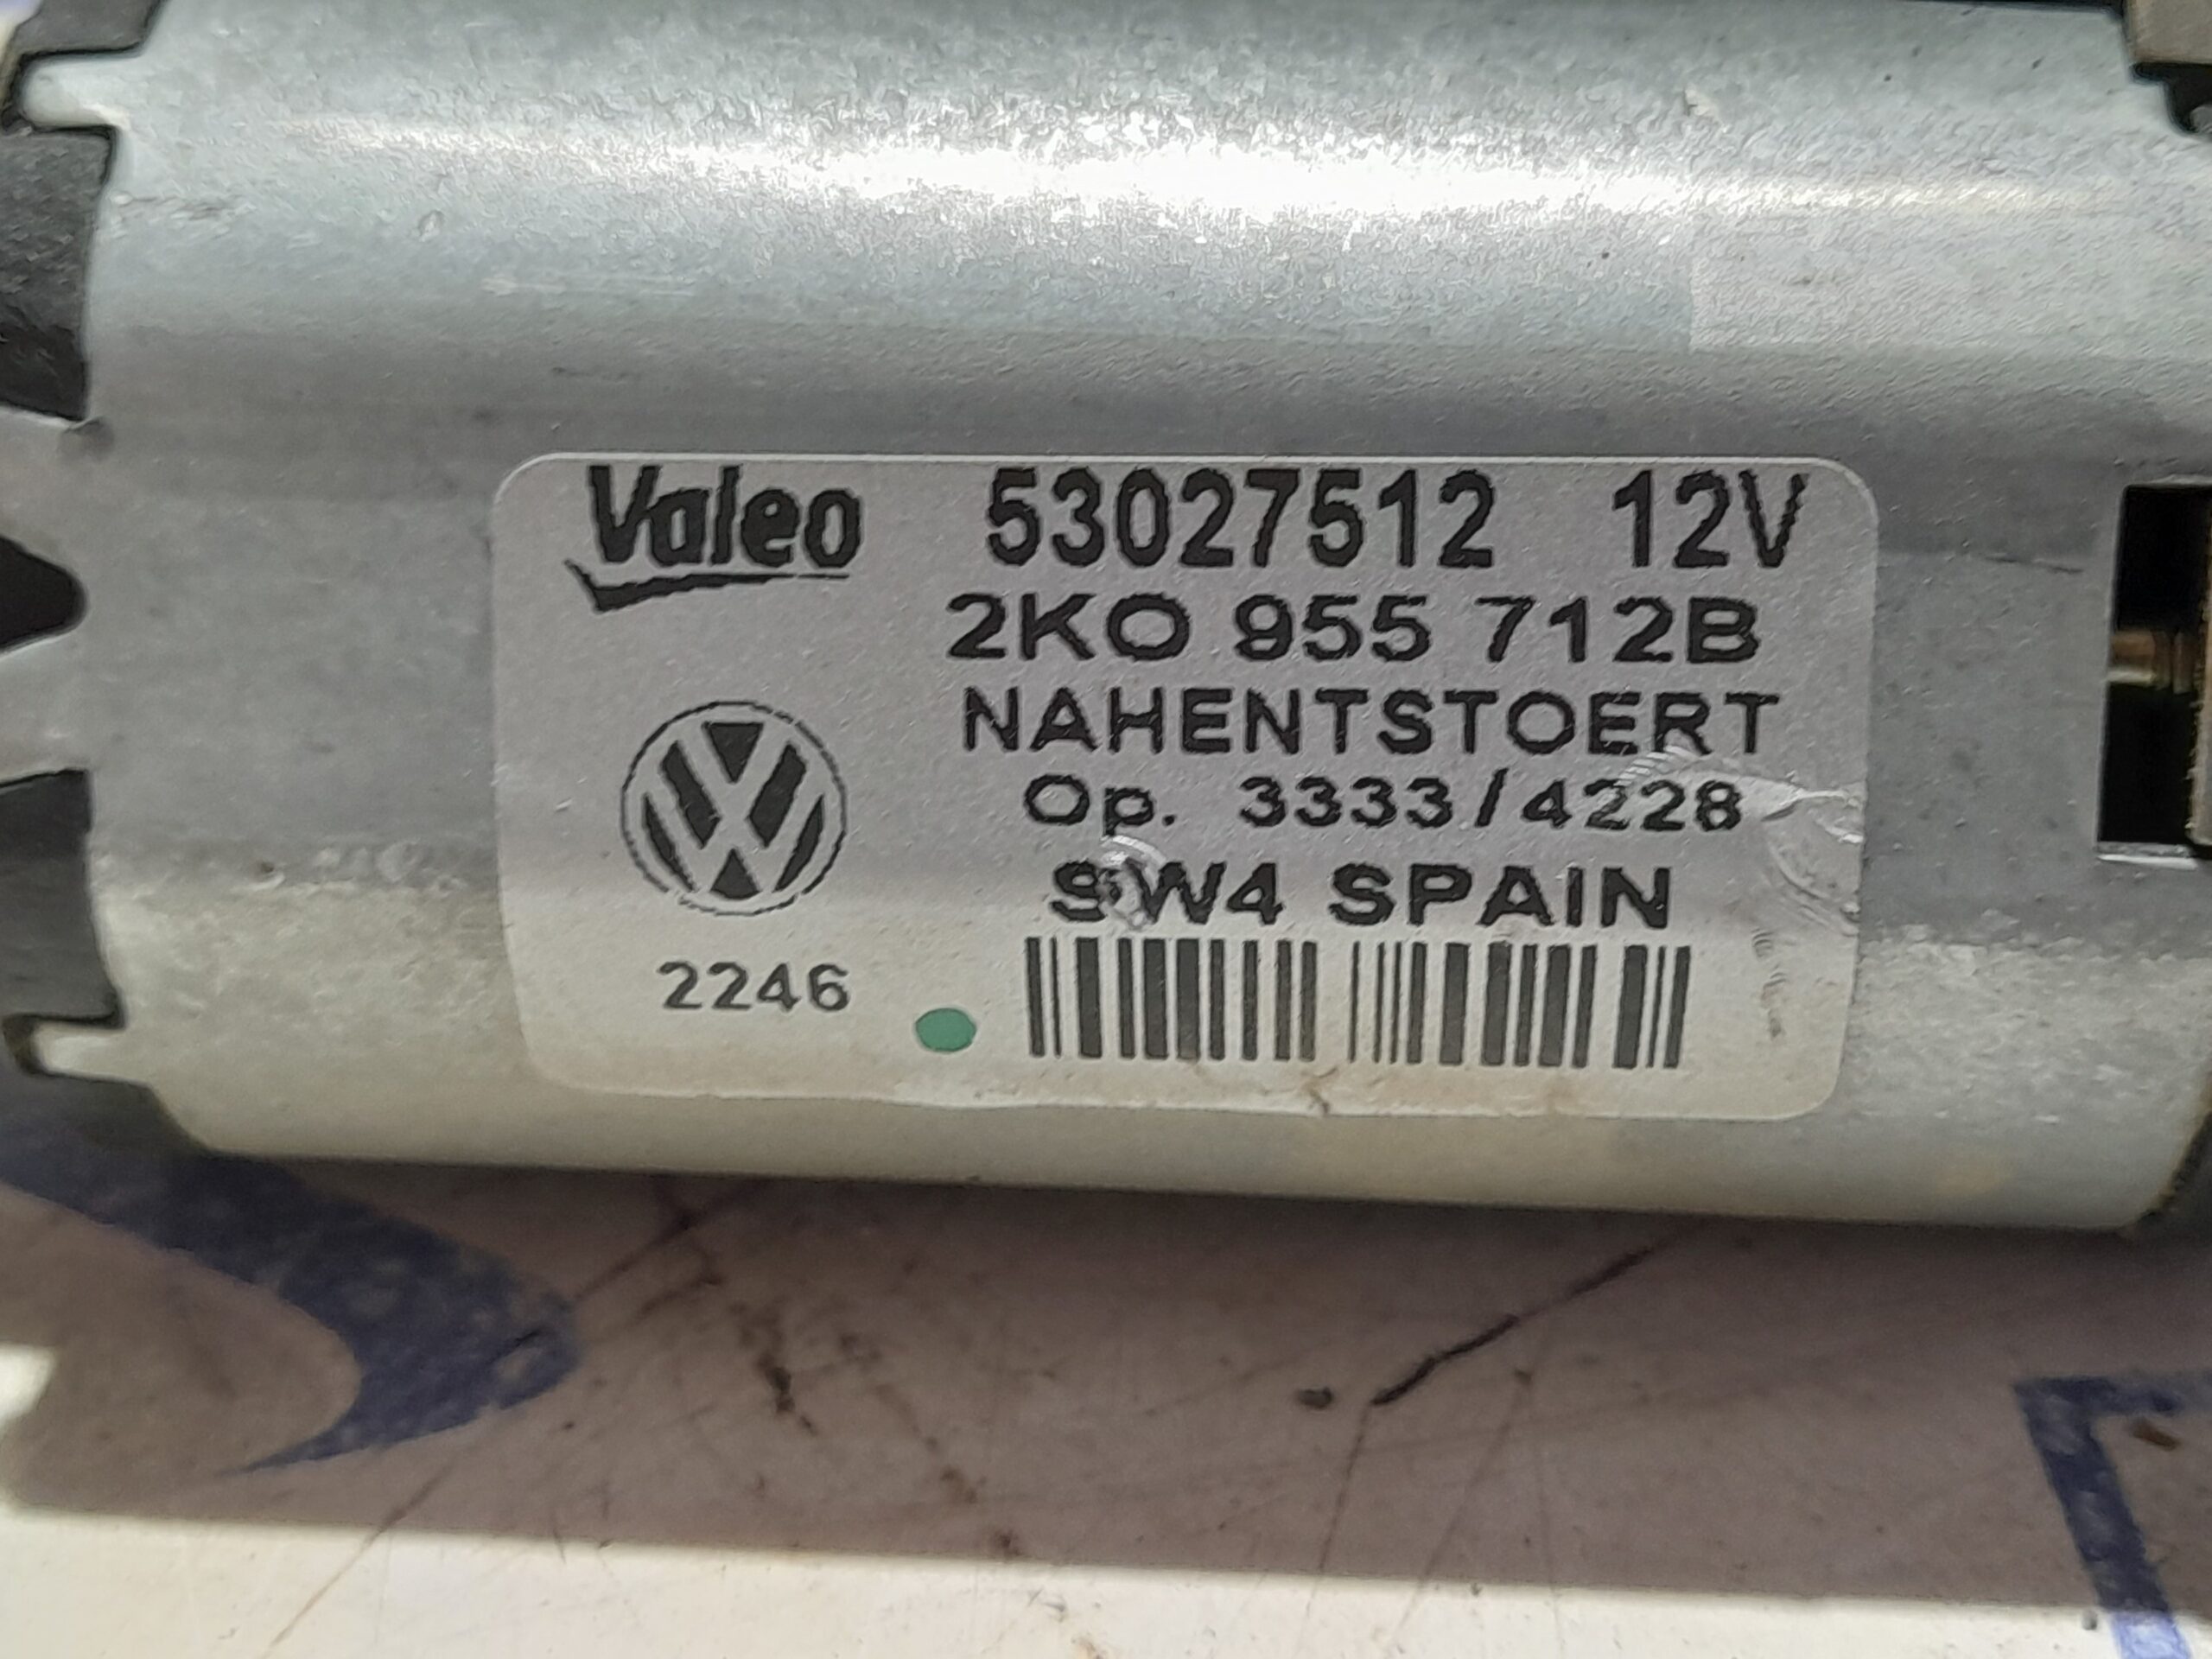 Valeo 53027512 12V
2KO 955 712B
NAHENTSTOERT
Op. 3333/4228
SW4 SPAIN
2246